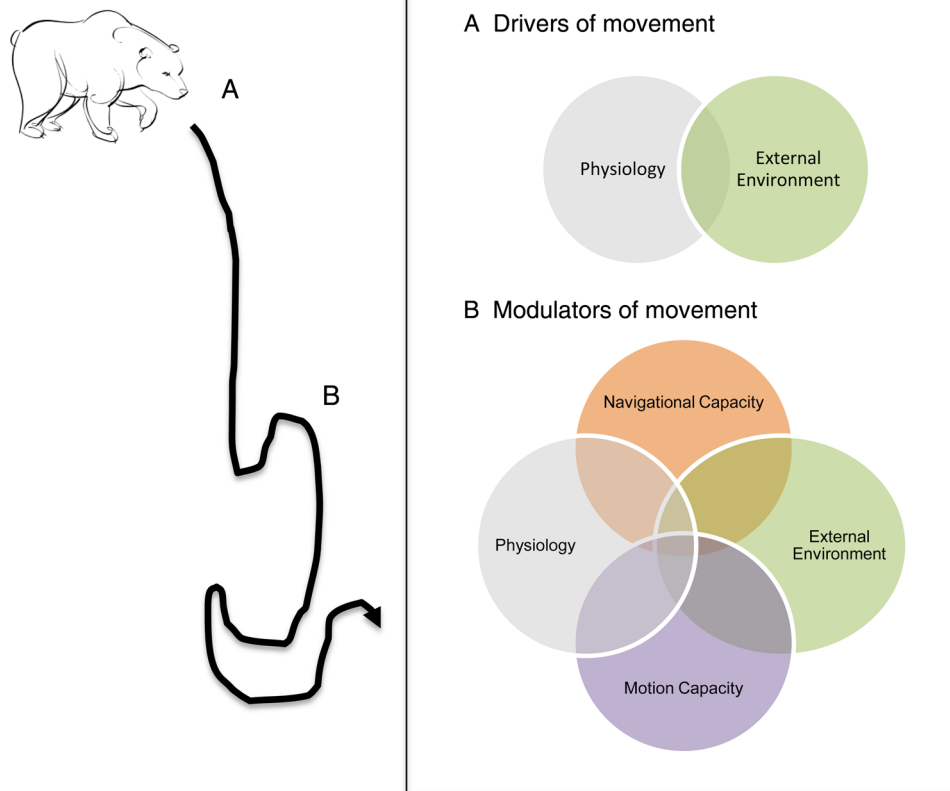 A
B
A Drivers of movement
Physiology
External
Environment
B Modulators of movement
Navigational Capacity
Physiology
External
Environment
Motion Capacity